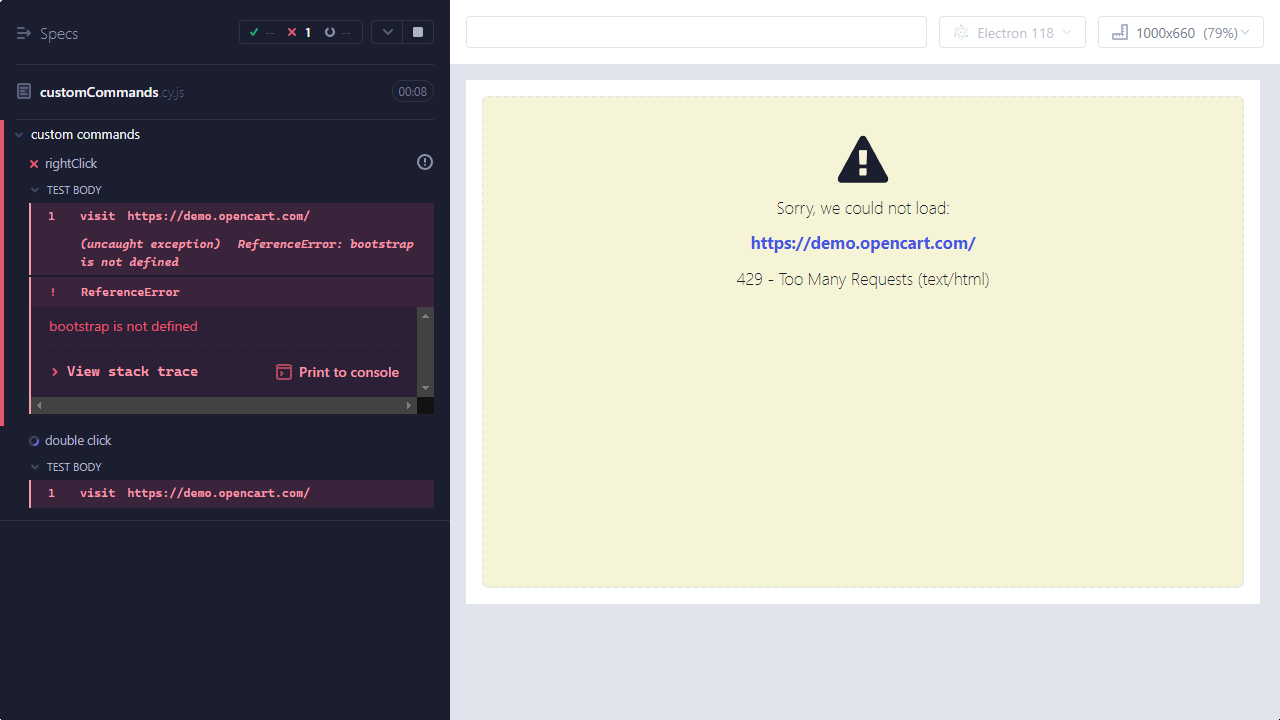 Specs
-- 1 --
customCommands.cy.js
00:08
custom commands
rightClick
TEST BODY
1 visit https://demo.opencart.com/
(uncaught exception) ReferenceError: bootstrap
is not defined
! ReferenceError
bootstrap is not defined
View stack trace
Print to console
double click
TEST BODY
1 visit https://demo.opencart.com/
Electron 118
1000x660 (79%)
Sorry, we could not load:
https://demo.opencart.com/
429 - Too Many Requests (text/html)